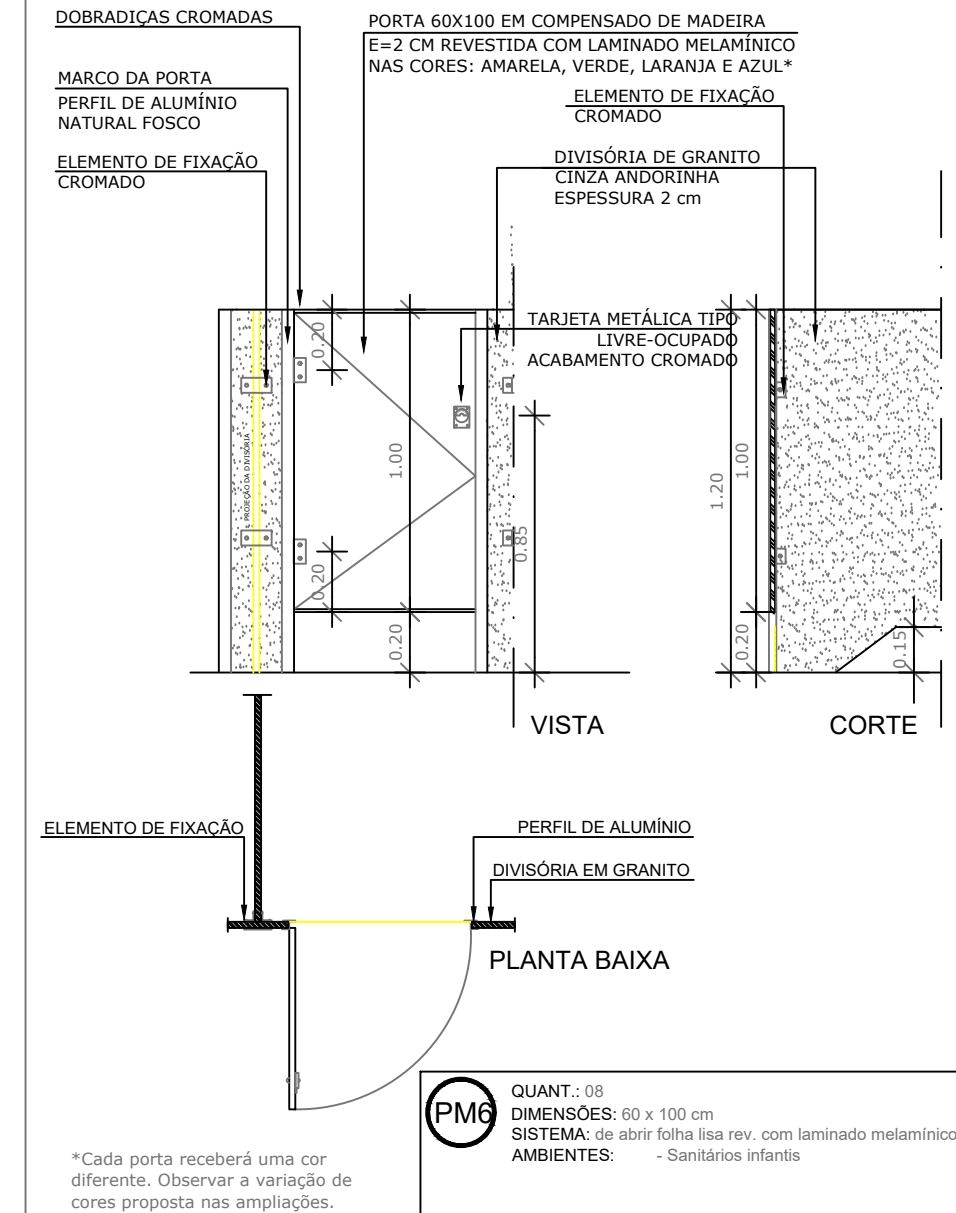 DOBRADIÇAS CROMADAS
PORTA 60X100 EM COMPENSADO DE MADEIRA
E=2 CM REVESTIDA COM LAMINADO MELAMÍNICO
NAS CORES: AMARELA, VERDE, LARANJA E AZUL*
MARCO DA PORTA
PERFIL DE ALUMÍNIO
NATURAL FOSCO
ELEMENTO DE FIXAÇÃO
CROMADO
ELEMENTO DE FIXAÇÃO
CROMADO
DIVISÓRIA DE GRANITO
CINZA ANDORINHA
ESPESSURA 2 cm
TARJETA METÁLICA TIPO
LIVRE-OCUPADO
ACABAMENTO CROMADO
PROJEÇÃO DA DIVISÓRIA
0.20
1.00
0.20
0.20
0.85
1.20
1.00
0.20
0.15
VISTA
CORTE
ELEMENTO DE FIXAÇÃO
PERFIL DE ALUMÍNIO
DIVISÓRIA EM GRANITO
PLANTA BAIXA
PM6
QUANT.: 08
DIMENSÕES: 60 x 100 cm
SISTEMA: de abrir folha lisa rev. com laminado melamínico
AMBIENTES: - Sanitários infantis
*Cada porta receberá uma cor
diferente. Observar a variação de
cores proposta nas ampliações.